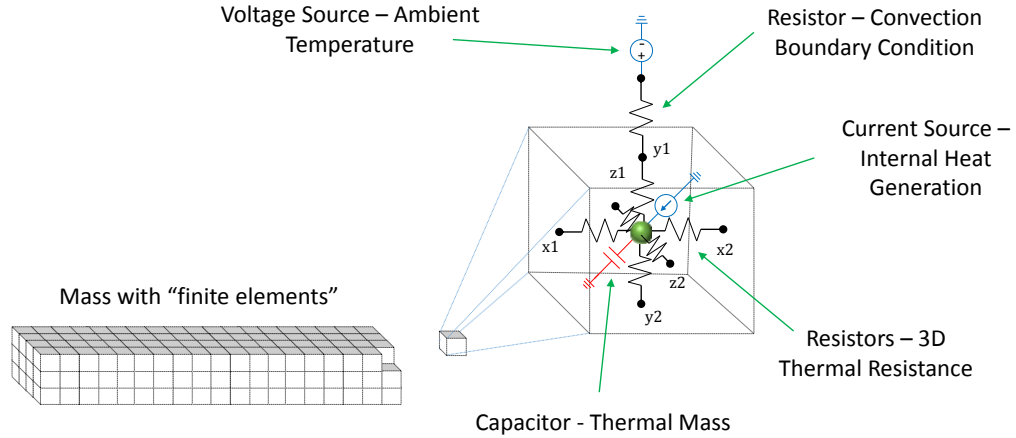 Voltage Source – Ambient
Temperature
Resistor – Convection
Boundary Condition
Current Source –
Internal Heat
Generation
- 
+
y1
z1
x1
x2
z2
y2
Mass with “finite elements”
Resistors – 3D
Thermal Resistance
Capacitor - Thermal Mass